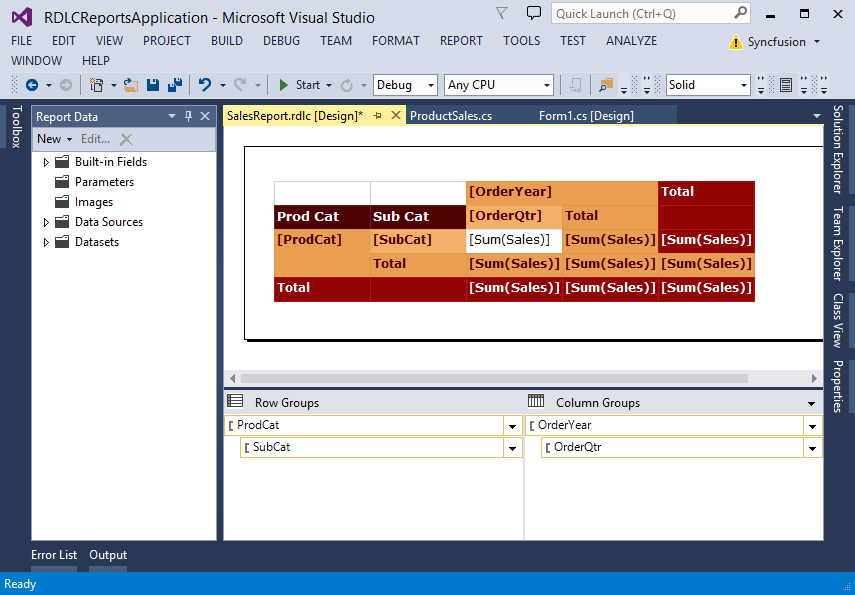 RDLCReportsApplication - Microsoft Visual Studio
Quick Launch (Ctrl+Q)
FILE EDIT VIEW PROJECT BUILD DEBUG TEAM FORMAT REPORT TOOLS TEST ANALYZE
Syncfusion
WINDOW HELP
Start Debug Any CPU Solid
Toolbox
Report Data
New Edit...
Built-in Fields
Parameters
Images
Data Sources
Datasets
SalesReport.rdlc [Design]* ProductSales.cs Form1.cs [Design]
[OrderYear] Total
Prod Cat Sub Cat [OrderQtr] Total
[ProdCat] [SubCat] [Sum(Sales)] [Sum(Sales)] [Sum(Sales)]
Total [Sum(Sales)] [Sum(Sales)] [Sum(Sales)]
Total [Sum(Sales)] [Sum(Sales)] [Sum(Sales)]
Row Groups Column Groups
[ ProdCat [ OrderYear
[ SubCat [ OrderQtr
Solution Explorer
Team Explorer
Class View
Properties
Error List Output
Ready